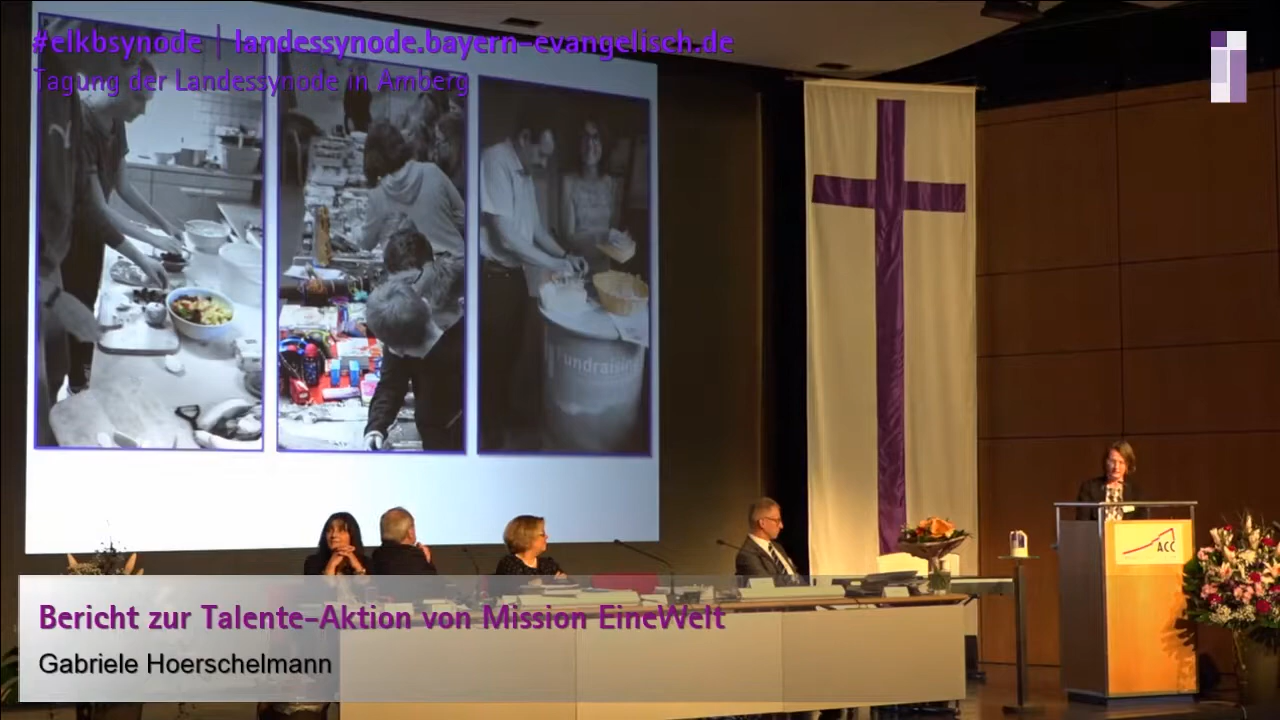 #elkbsynode | landessynode.bayern-evangelisch.de
Tagung der Landessynode in Amberg
Fundraising
ACC
Bericht zur Talente-Aktion von Mission EineWelt
Gabriele Hoerschelmann